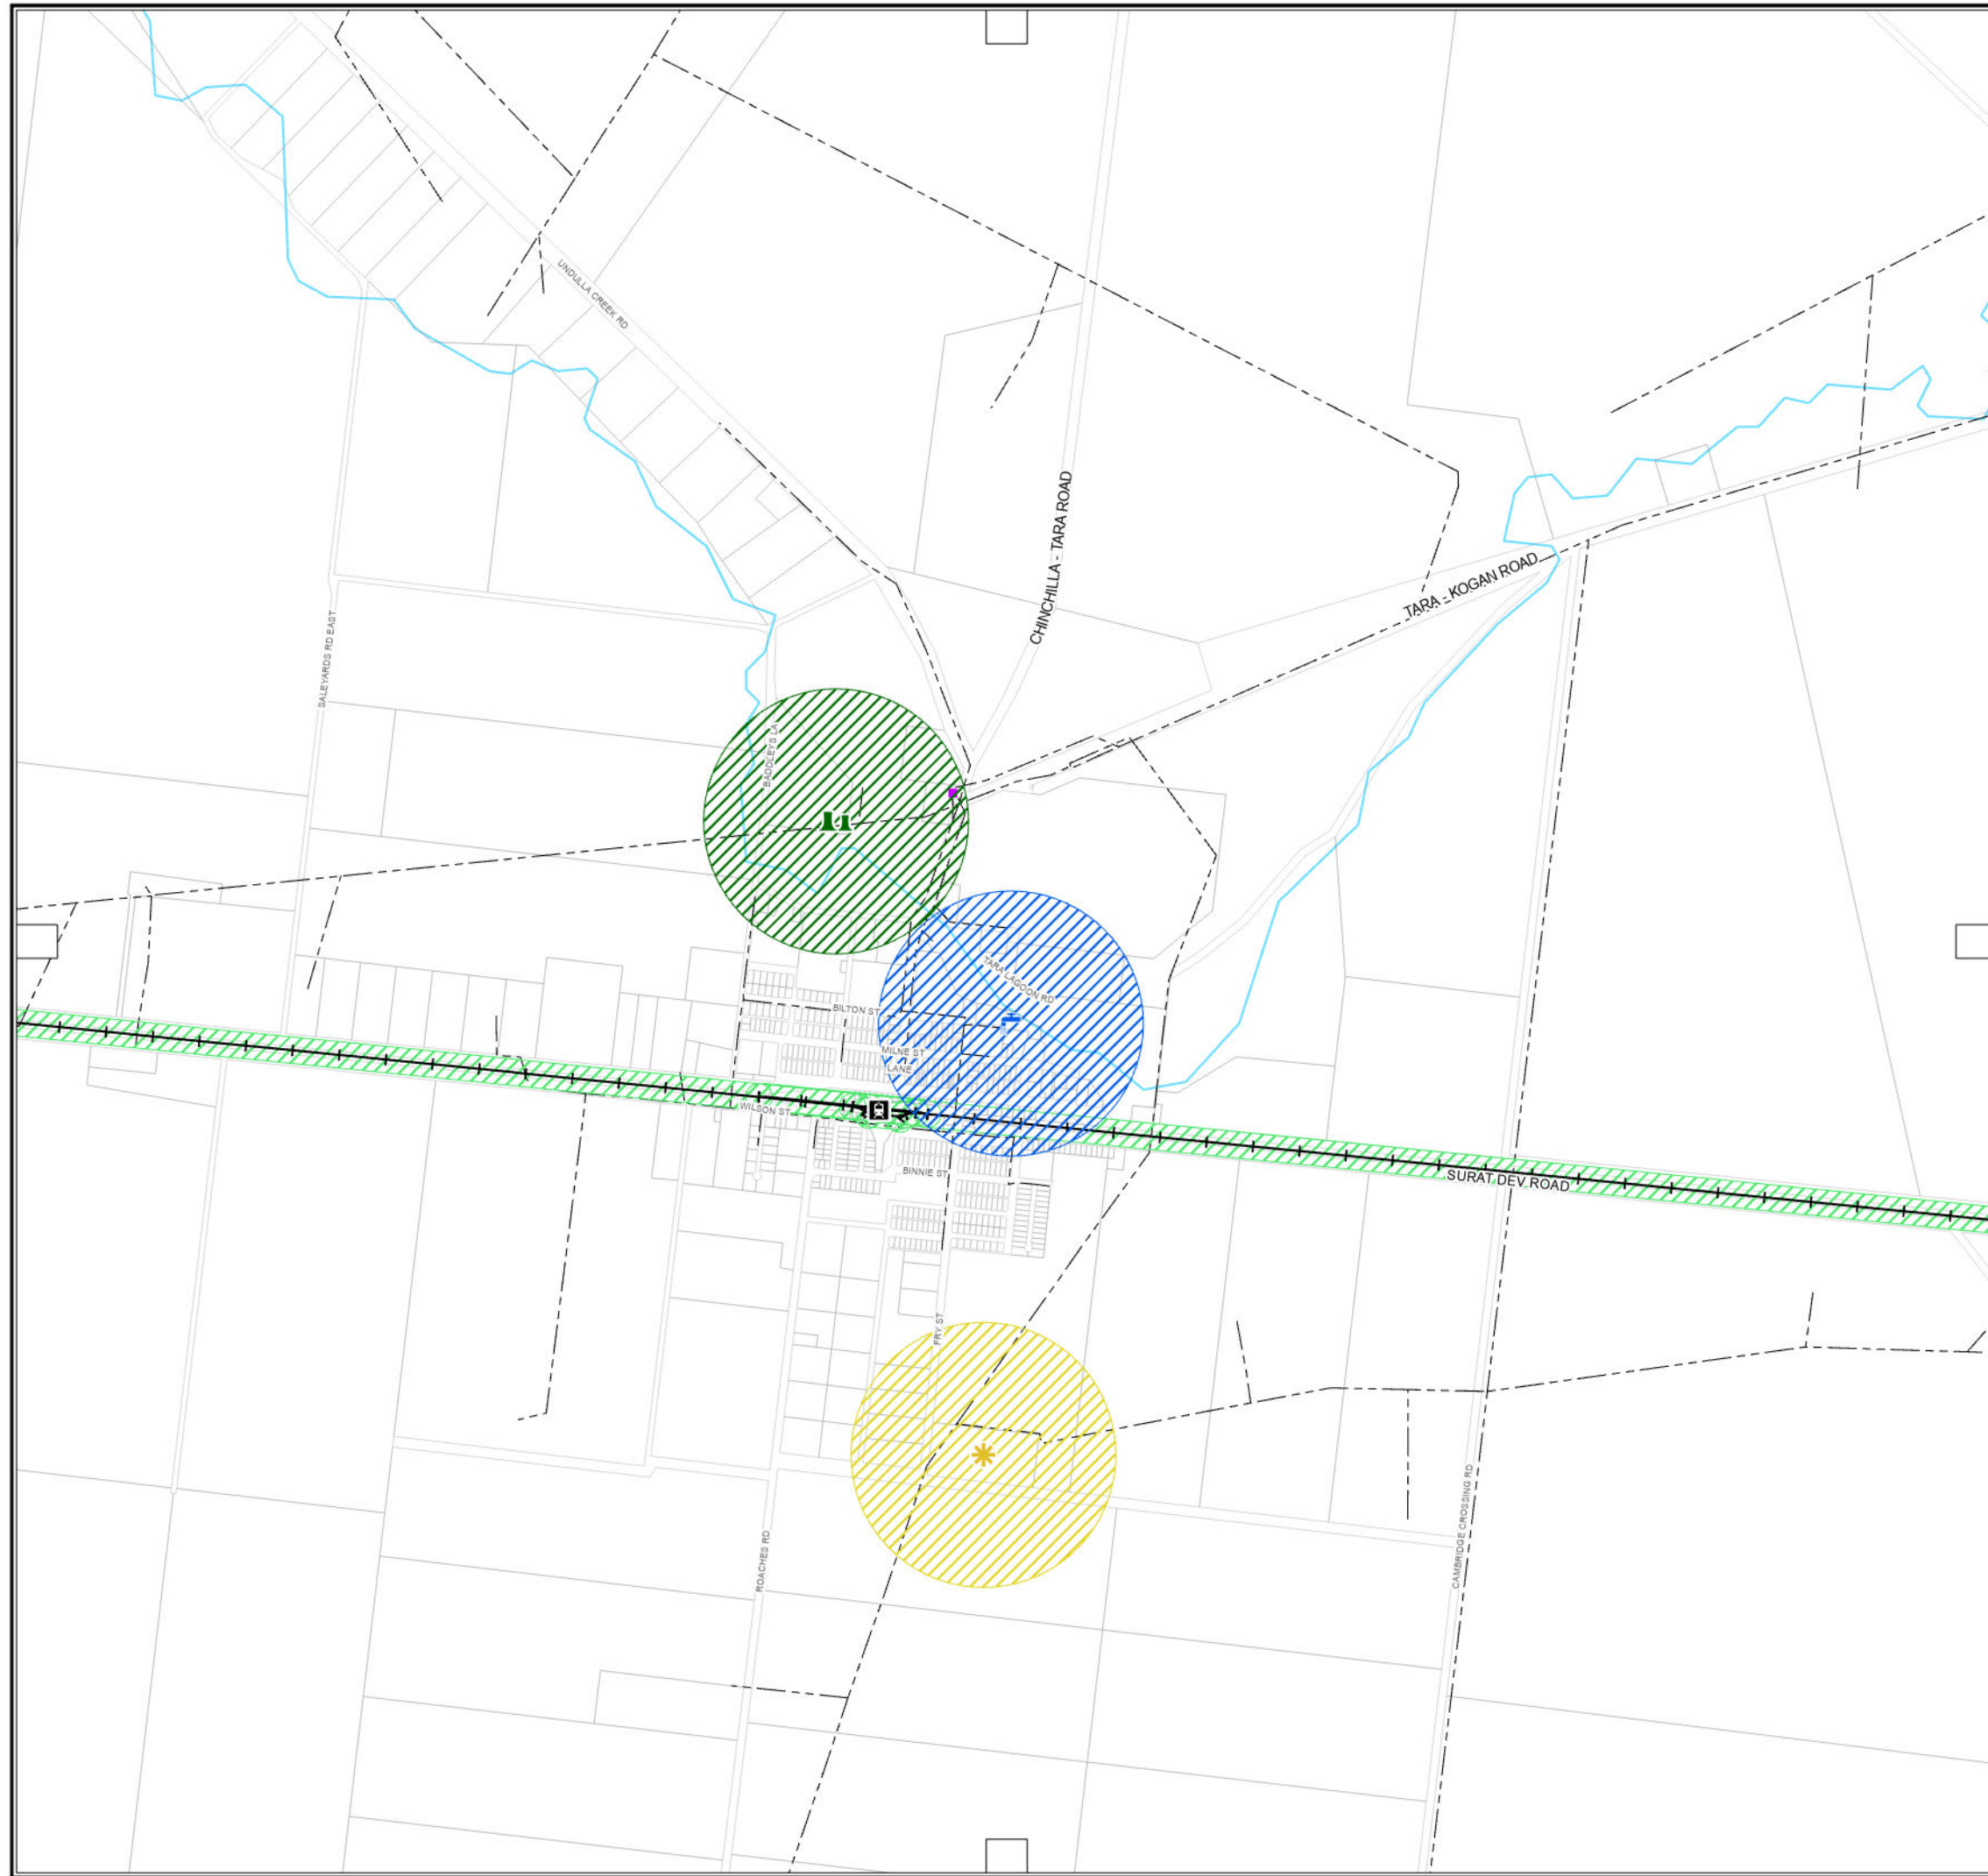 UNDULLA CREEK RD
CHINCHILLA - TARA ROAD
TARA - KOGAN ROAD
SALEYARDS RD EAST
BADDLEYS LA
TARA LAGOON RD
BILTON ST
MILNE ST
LANE
WILSON ST
BINNIE ST
SURAT DEV ROAD
FRY ST
ROACHES RD
CAMBRIDGE CROSSING RD